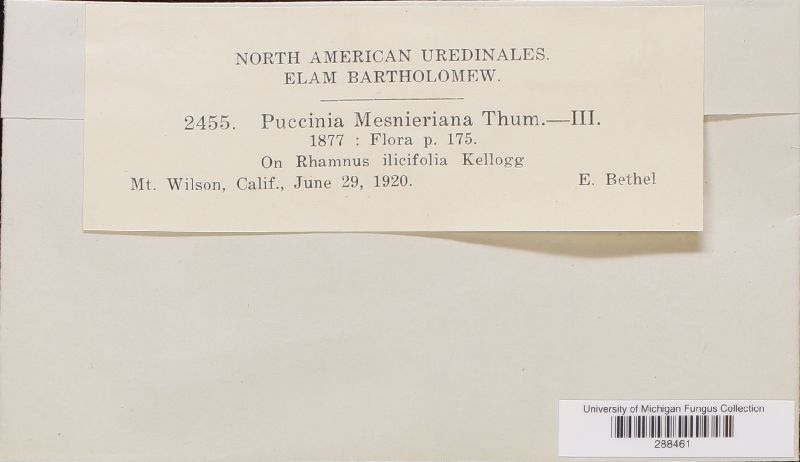 NORTH AMERICAN UREDINALES.
ELAM BARTHOLOMEW.
2455. Puccinia Mesnieriana Thum.—III.
1877 : Flora p. 175.
On Rhamnus ilicifolia Kellogg
Mt. Wilson, Calif., June 29, 1920. E. Bethel
University of Michigan Fungus Collection
288461